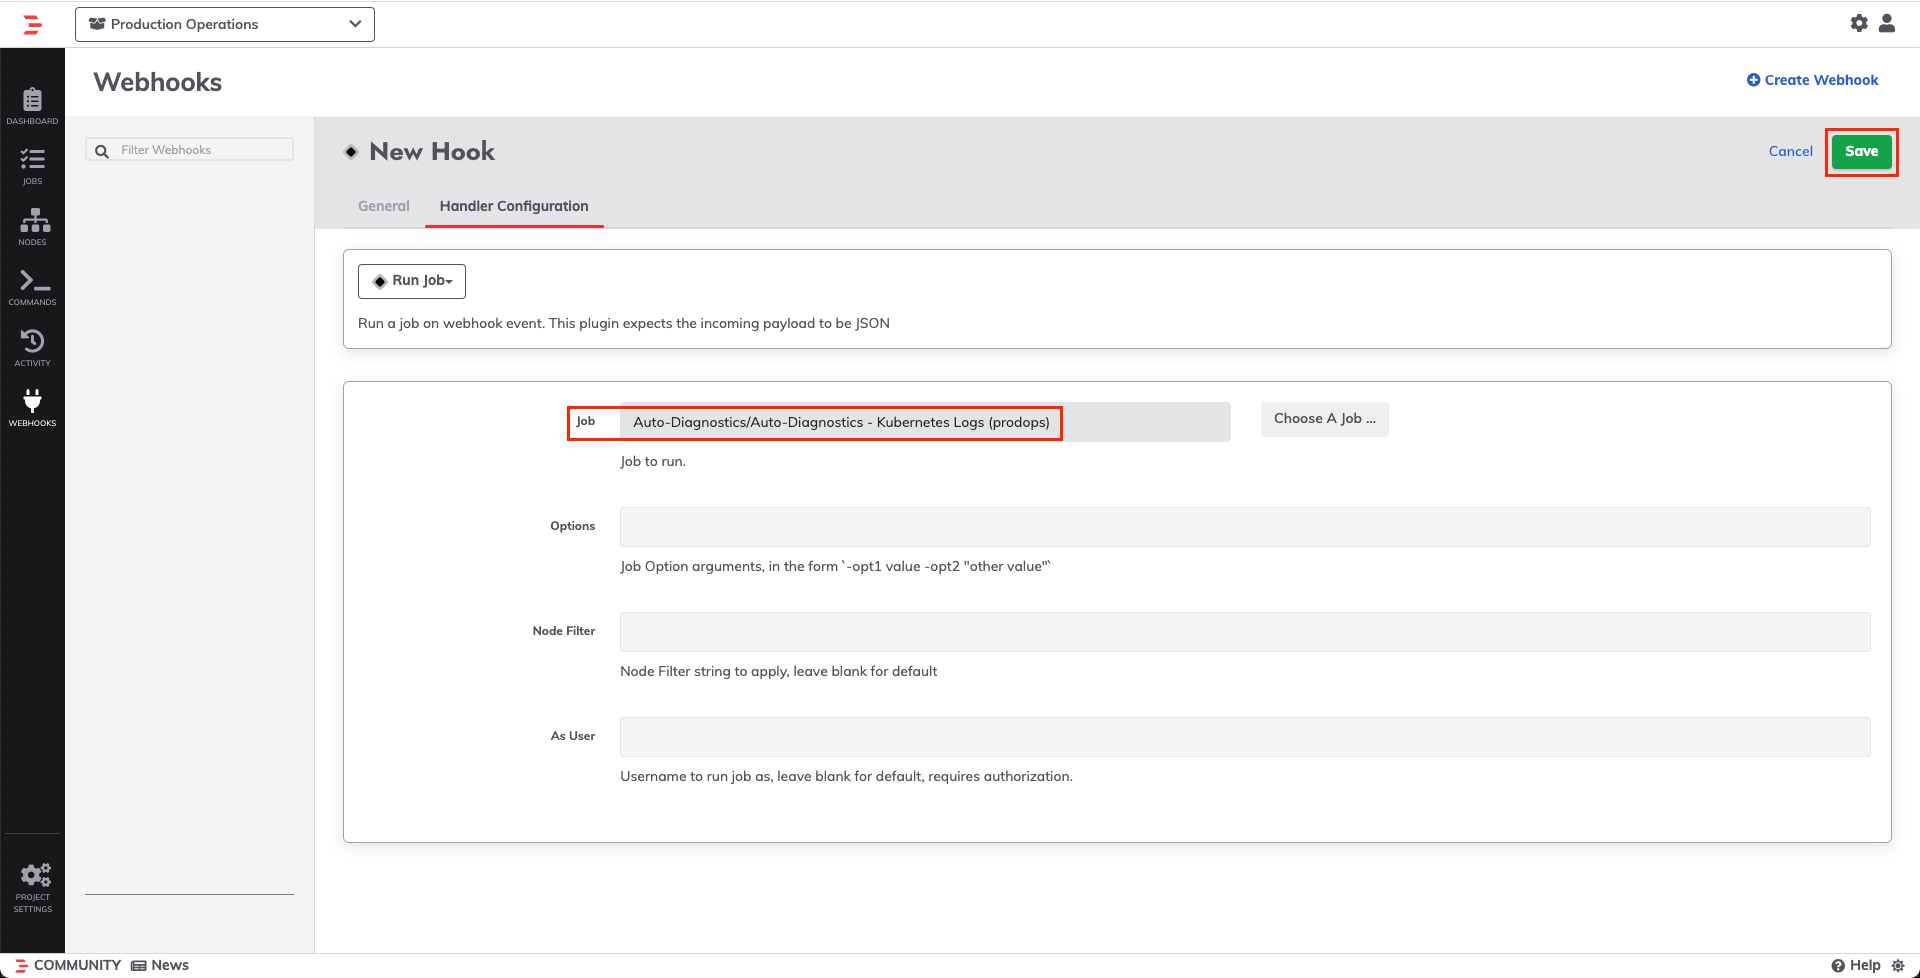 Production Operations
Webhooks
Create Webhook
DASHBOARD
JOBS
NODES
COMMANDS
ACTIVITY
WEBHOOKS
PROJECT
SETTINGS
Filter Webhooks
New Hook
Cancel
Save
General
Handler Configuration
Run Job
Run a job on webhook event. This plugin expects the incoming payload to be JSON
Job
Auto-Diagnostics/Auto-Diagnostics - Kubernetes Logs (prodops)
Choose A Job ...
Job to run.
Options
Job Option arguments, in the form `-opt1 value -opt2 "other value"`
Node Filter
Node Filter string to apply, leave blank for default
As User
Username to run job as, leave blank for default, requires authorization.
COMMUNITY
News
Help